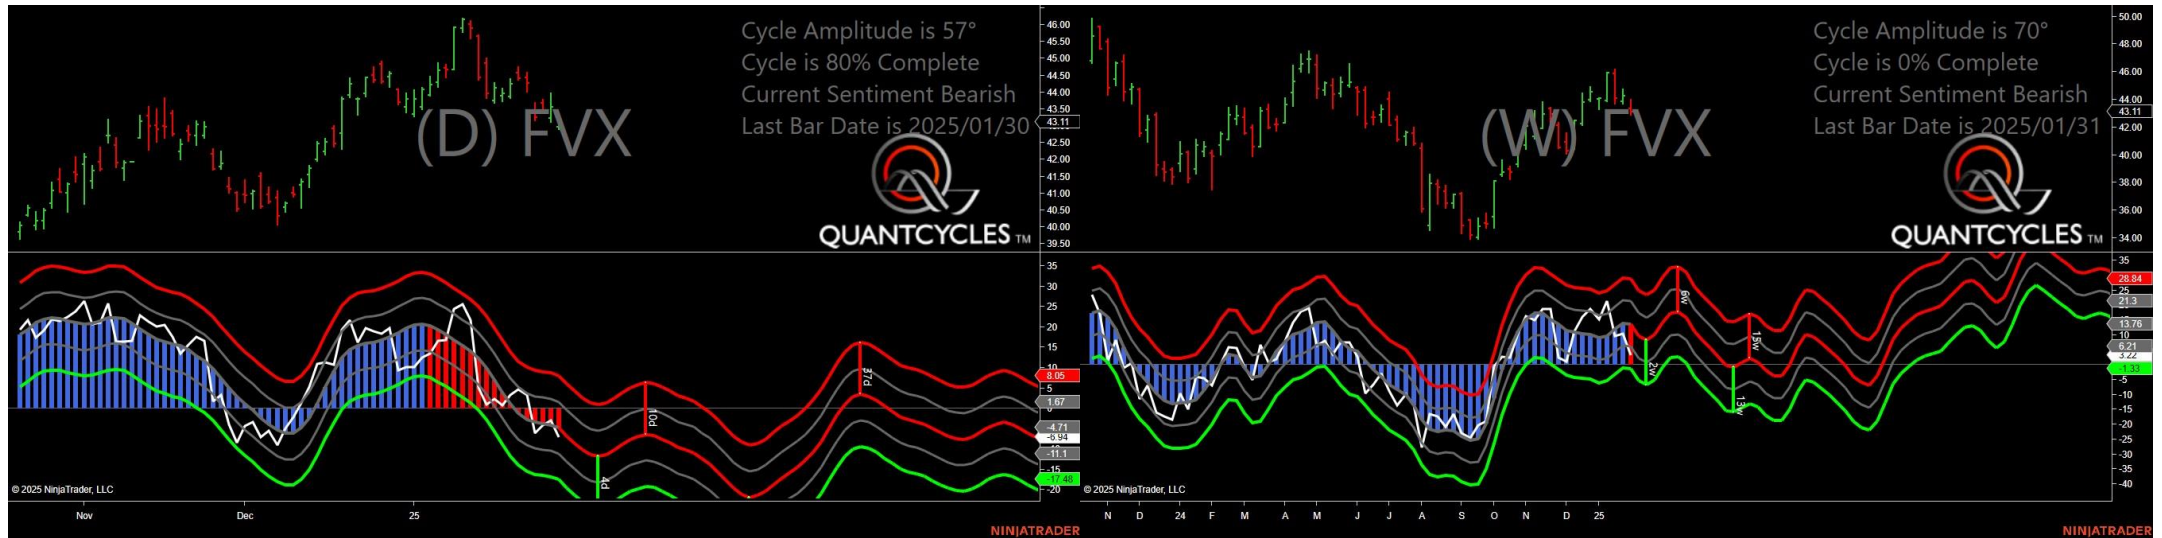 Cycle Amplitude is 57°
Cycle is 80% Complete
Current Sentiment Bearish
Last Bar Date is 2025/01/30
(D) FVX
QUANTCYCLES TM
46.00
45.50
45.00
44.50
44.00
43.50
43.11
42.50
42.00
41.50
41.00
40.50
40.00
39.50
35
30
25
20
15
10
8.05
5
1.67
-4.71
-6.94
-11.1
-15
-17.48
-20
10d
37d
4d
© 2025 NinjaTrader, LLC
Nov Dec 25
NINJATRADER
Cycle Amplitude is 70°
Cycle is 0% Complete
Current Sentiment Bearish
Last Bar Date is 2025/01/31
(W) FVX
QUANTCYCLES TM
50.00
48.00
46.00
44.00
43.11
42.00
40.00
38.00
36.00
34.00
35
28.84
25
21.3
13.76
10
6.21
3.22
-1.33
-5
-10
-15
-20
-25
-30
-35
-40
6w
15w
2w
13w
© 2025 NinjaTrader, LLC
N D 24 F M A M J J A S O N D 25
NINJATRADER